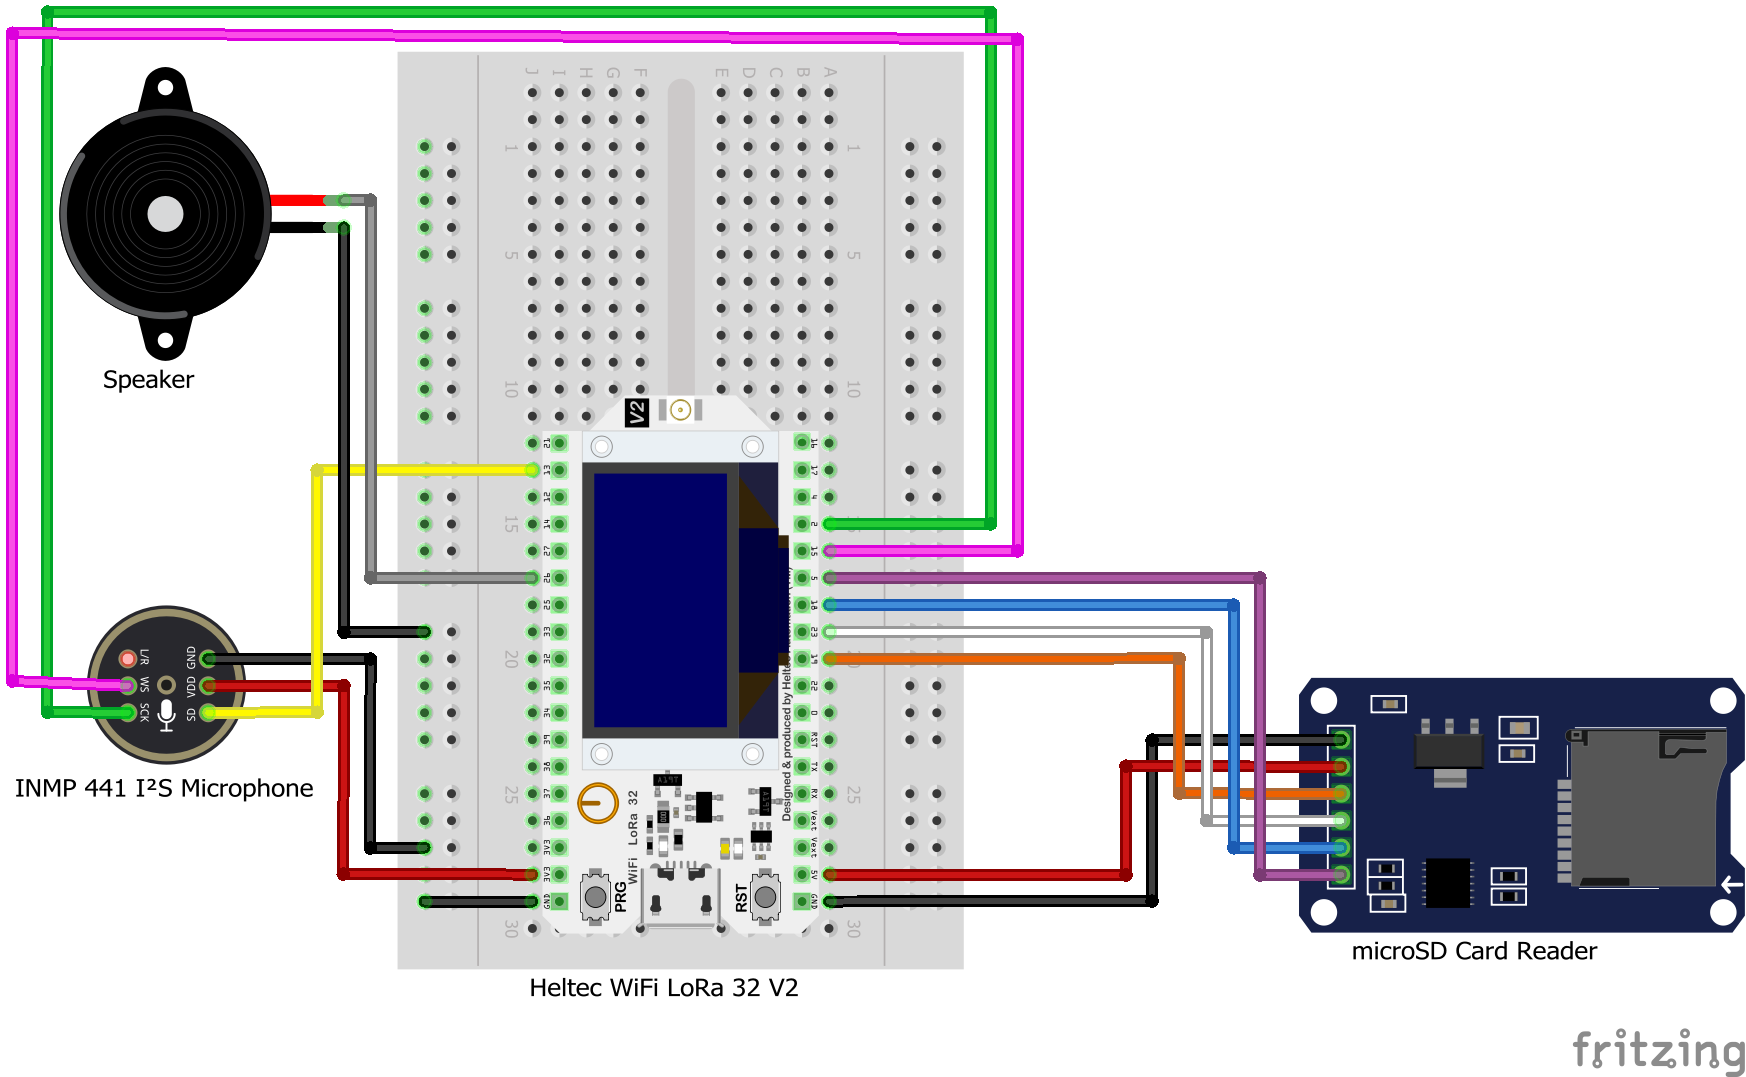 J I H G F E D C B A
1 1
5 5
10 10
15
20
25 25
30 30
Speaker
V2
21
13
12
14
27
26
25
33
32
35
34
39
38
37
36
3V3
3V3
GND
16
17
4
2
15
5
18
23
19
22
0
RST
TX
RX
Vext
Vext
5V
GND
Designed & produced by Heltec
WiFi LoRa 32
A19T
A19T
PRG
RST
L/R
WS
SCK
GND
VDD
SD
INMP 441 I²S Microphone
Heltec WiFi LoRa 32 V2
microSD Card Reader
fritzing